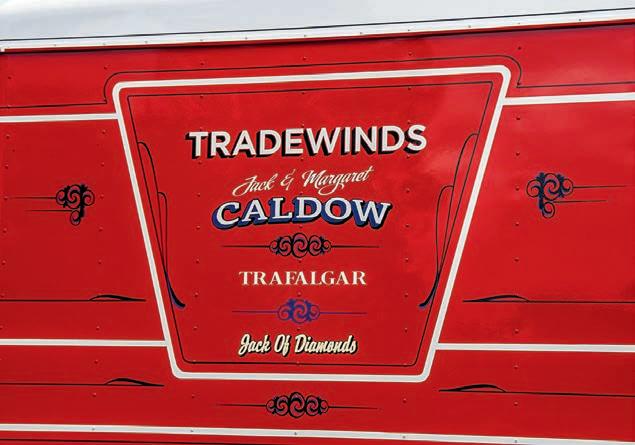 TRADEWINDS
Jack & Margaret
CALDOW
TRAFALGAR
Jack Of Diamonds